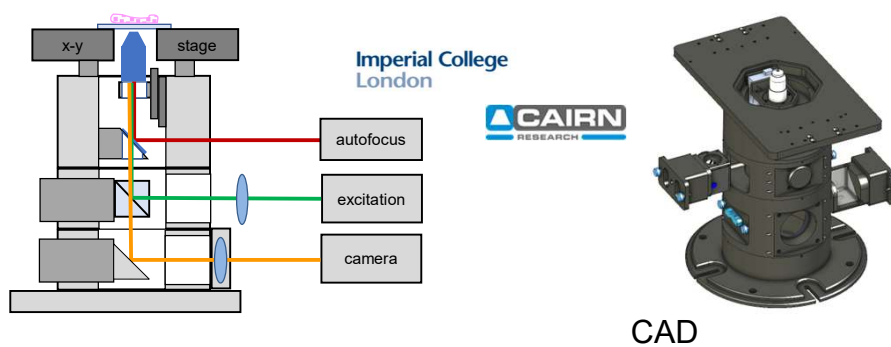 x-y
stage
Imperial College
London
CAIRN
RESEARCH
autofocus
excitation
camera
CAD